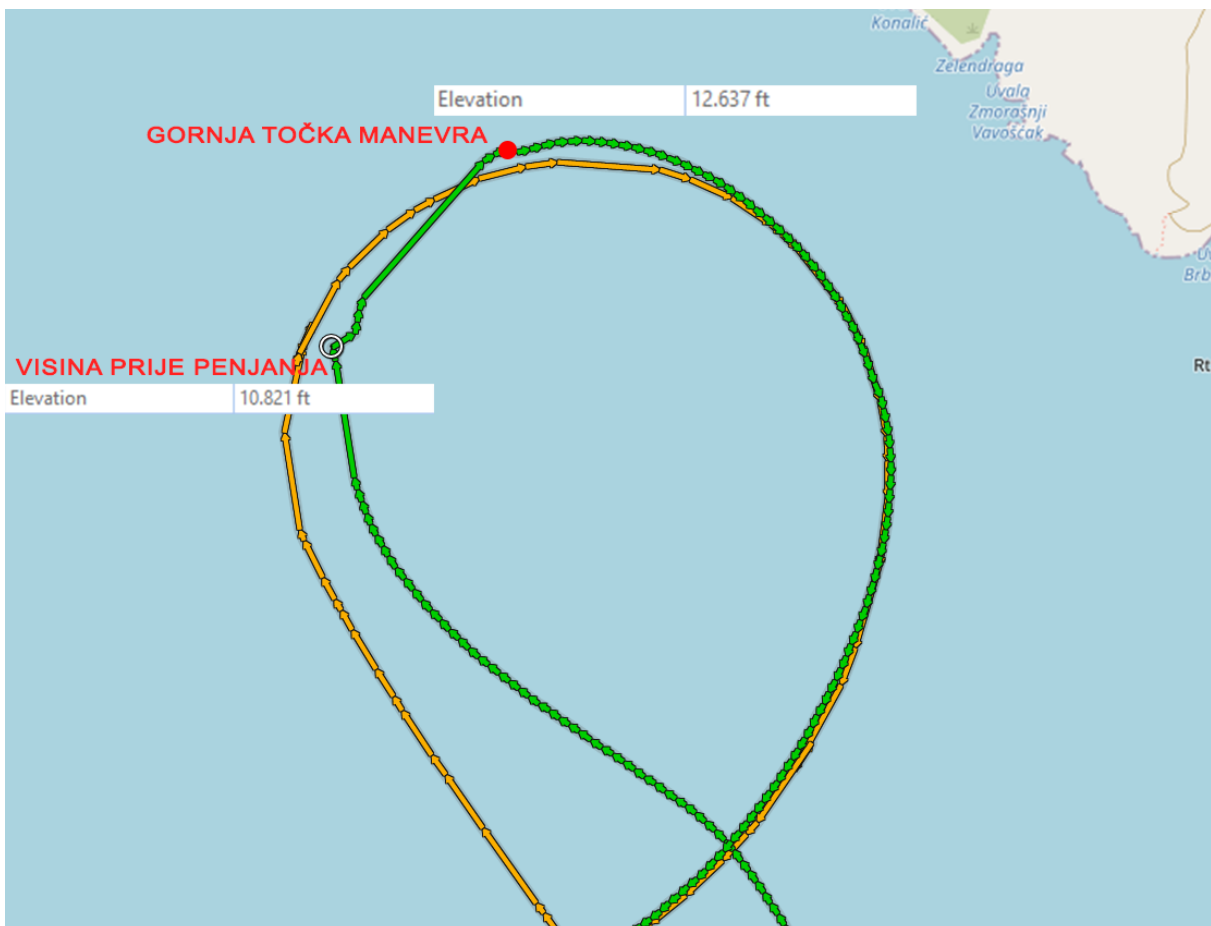 Konalić
Zelendraga
Uvala
Zmorašnji
Vavošćak
Elevation 12.637 ft
GORNJA TOČKA MANEVRA
Brb
Rt
VISINA PRIJE PENJANJA
Elevation 10.821 ft